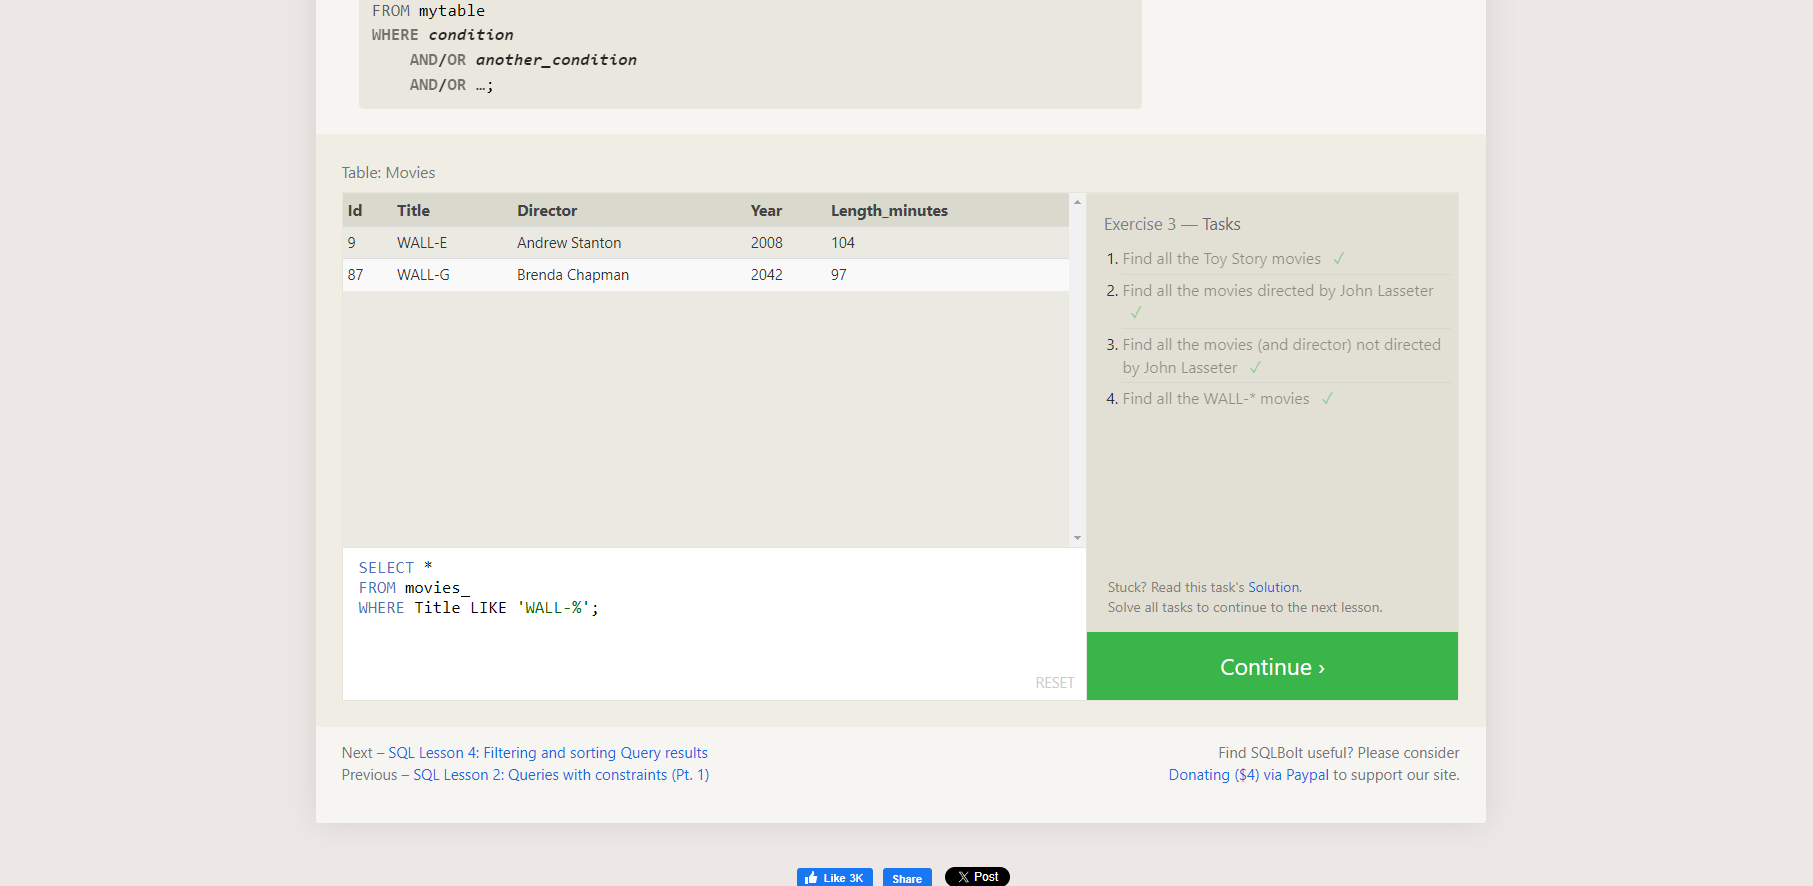 FROM mytable
WHERE condition
AND/OR another_condition
AND/OR …;
Table: Movies
Id Title Director Year Length_minutes
9 WALL-E Andrew Stanton 2008 104
87 WALL-G Brenda Chapman 2042 97
Exercise 3 — Tasks
1. Find all the Toy Story movies ✓
2. Find all the movies directed by John Lasseter
✓
3. Find all the movies (and director) not directed
by John Lasseter ✓
4. Find all the WALL-* movies ✓
SELECT *
FROM movies_
WHERE Title LIKE 'WALL-%';
RESET
Stuck? Read this task's Solution.
Solve all tasks to continue to the next lesson.
Continue ›
Next – SQL Lesson 4: Filtering and sorting Query results
Previous – SQL Lesson 2: Queries with constraints (Pt. 1)
Find SQLBolt useful? Please consider
Donating ($4) via Paypal to support our site.
Like 3K Share X Post